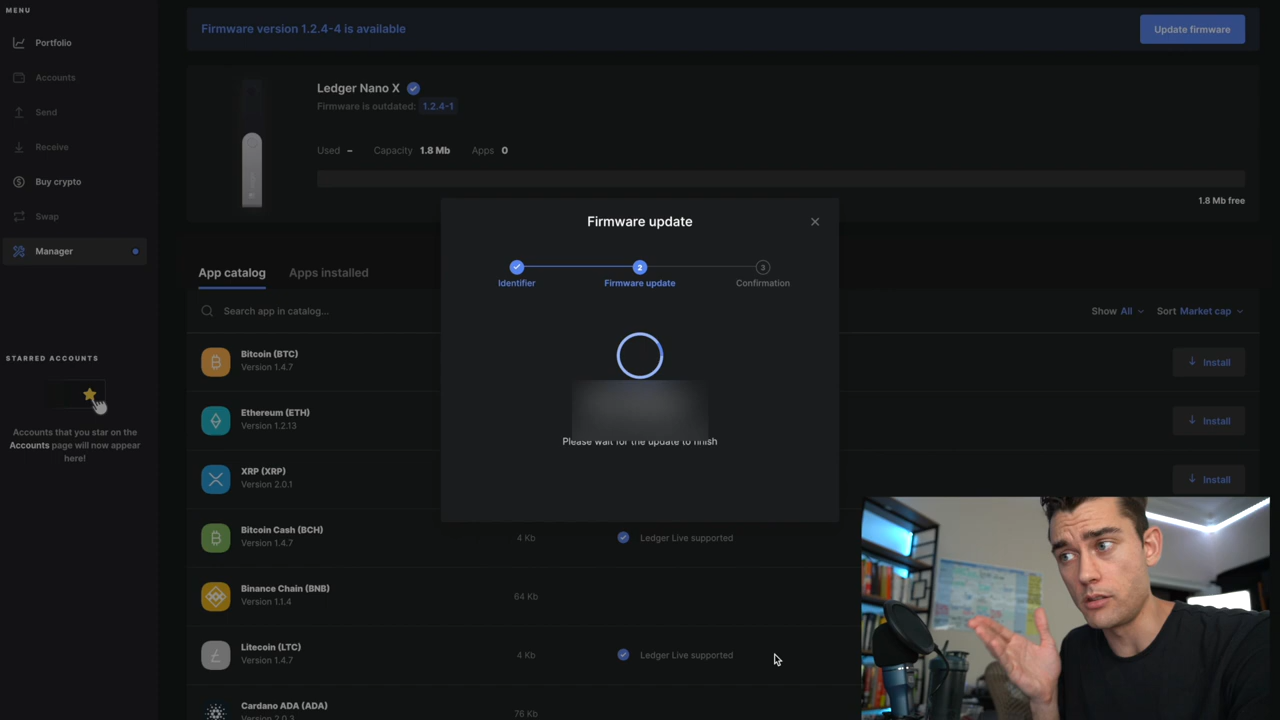 MENU
Portfolio
Accounts
Send
Receive
Buy crypto
Swap
Manager
STARRED ACCOUNTS
Accounts that you star on the
Accounts page will now appear
here!
Firmware version 1.2.4-4 is available
Update firmware
Ledger Nano X
Firmware is outdated: 1.2.4-1
Used – Capacity 1.8 Mb Apps 0
1.8 Mb free
App catalog Apps installed
Search app in catalog...
Show All Sort Market cap
Bitcoin (BTC)
Version 1.4.7
Install
Ethereum (ETH)
Version 1.2.13
Install
XRP (XRP)
Version 2.0.1
Install
Bitcoin Cash (BCH)
Version 1.4.7
4 Kb
Ledger Live supported
Binance Chain (BNB)
Version 1.1.4
64 Kb
Litecoin (LTC)
Version 1.4.7
4 Kb
Ledger Live supported
Cardano ADA (ADA)
Version 2.0.3
76 Kb
Firmware update
2
3
Identifier
Firmware update
Confirmation
Please wait for the update to finish